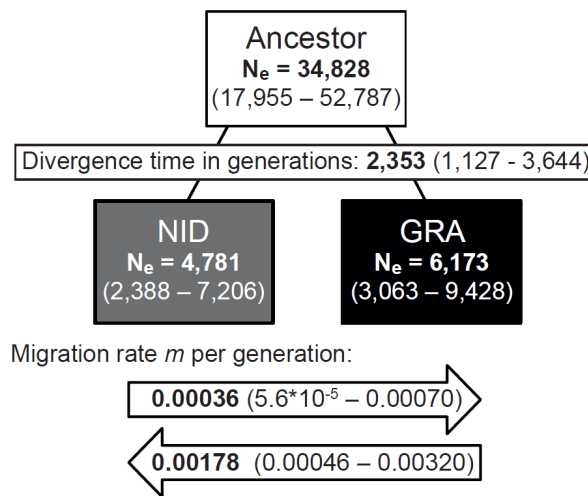 Ancestor
Nₑ = 34,828
(17,955 – 52,787)
Divergence time in generations: 2,353 (1,127 - 3,644)
NID
Nₑ = 4,781
(2,388 – 7,206)
GRA
Nₑ = 6,173
(3,063 – 9,428)
Migration rate m per generation:
0.00036 (5.6*10⁻⁵ – 0.00070)
0.00178 (0.00046 – 0.00320)